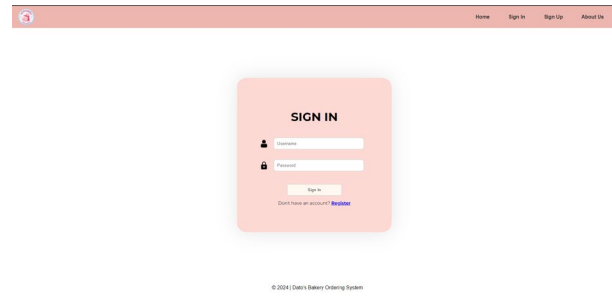 Home Sign In Sign Up About Us
SIGN IN
Username
Password
Sign In
Don't have an account? Register
© 2024 | Dato's Bakery Ordering System